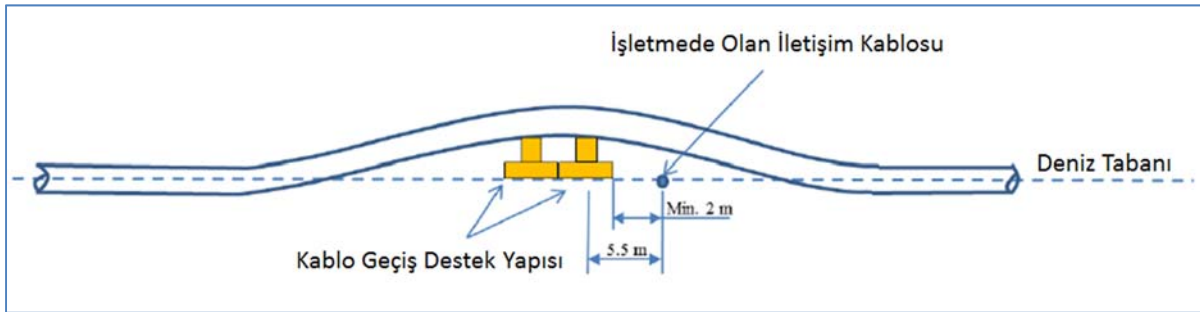 İşletmede Olan İletişim Kablosu
Deniz Tabanı
Min. 2 m
5.5 m
Kablo Geçiş Destek Yapısı